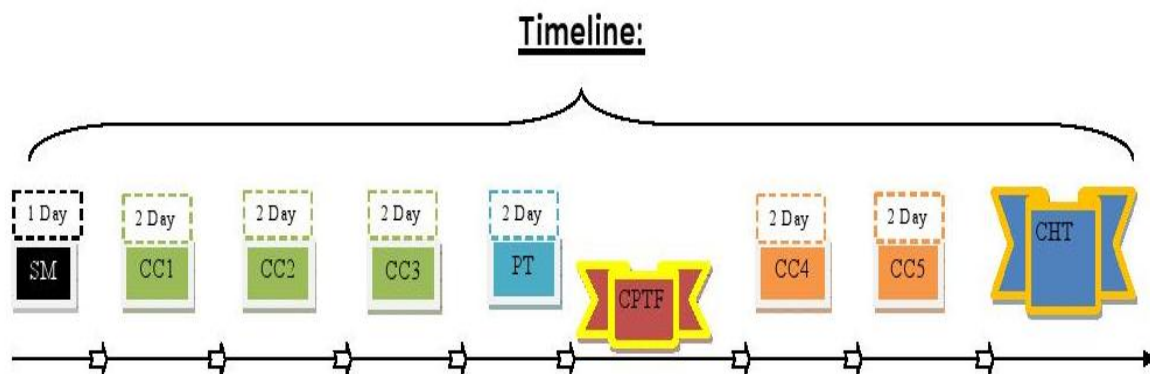 Timeline:
1 Day
2 Day
2 Day
2 Day
2 Day
2 Day
2 Day
SM
CC1
CC2
CC3
PT
CPTF
CC4
CC5
CHT